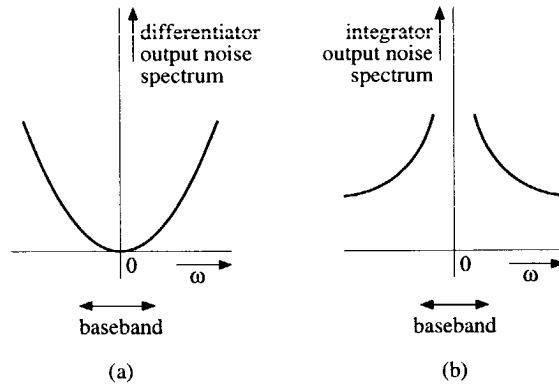 differentiator
output noise
spectrum
0
ω
baseband
(a)
integrator
output noise
spectrum
0
ω
baseband
(b)